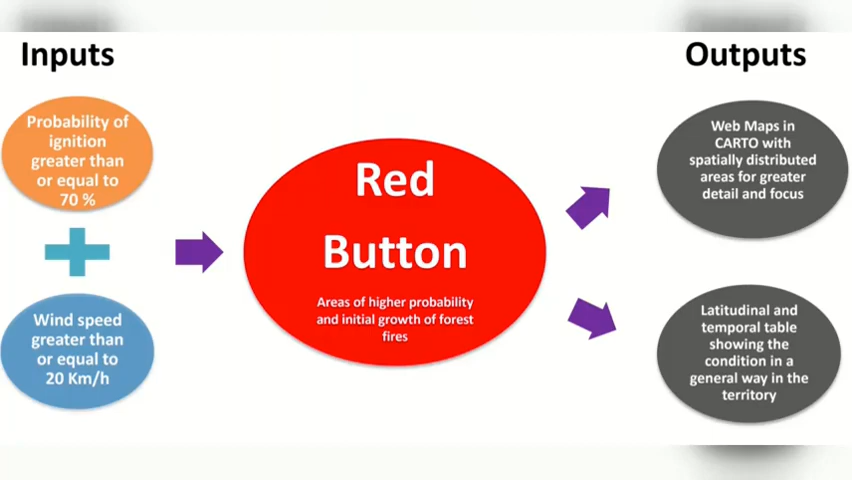 Inputs
Outputs
Probability of
ignition
greater than
or equal to
70 %
Wind speed
greater than
or equal to
20 Km/h
Red
Button
Areas of higher probability
and initial growth of forest
fires
Web Maps in
CARTO with
spatially distributed
areas for greater
detail and focus
Latitudinal and
temporal table
showing the
condition in a
general way in the
territory